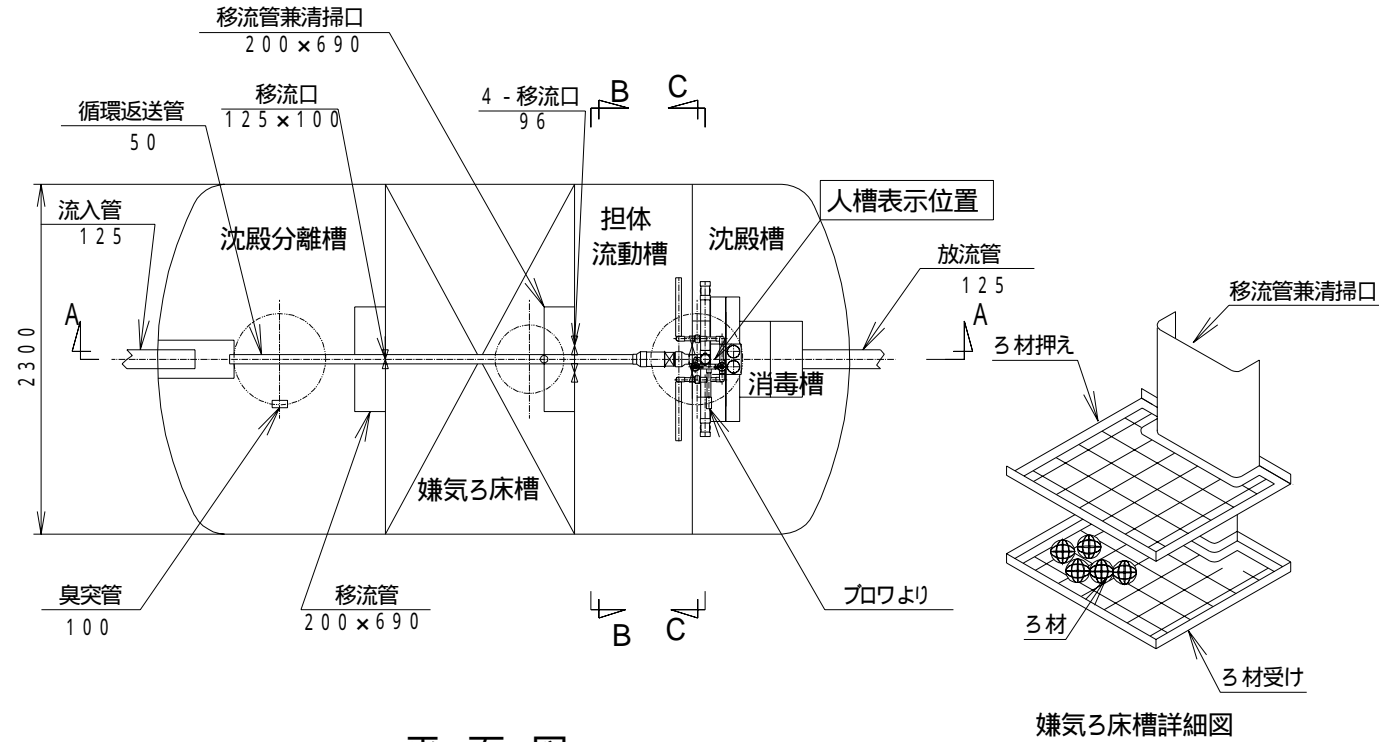 移流管兼清掃口
200×690
循環返送管
50
移流口
125×100
4-移流口
96
B
C
流入管
125
沈殿分離槽
担体
流動槽
沈殿槽
人槽表示位置
放流管
125
A
A
2300
消毒槽
嫌気ろ床槽
臭突管
100
移流管
200×690
B
C
ブロワより
移流管兼清掃口
ろ材押え
ろ材
ろ材受け
嫌気ろ床槽詳細図
平面図